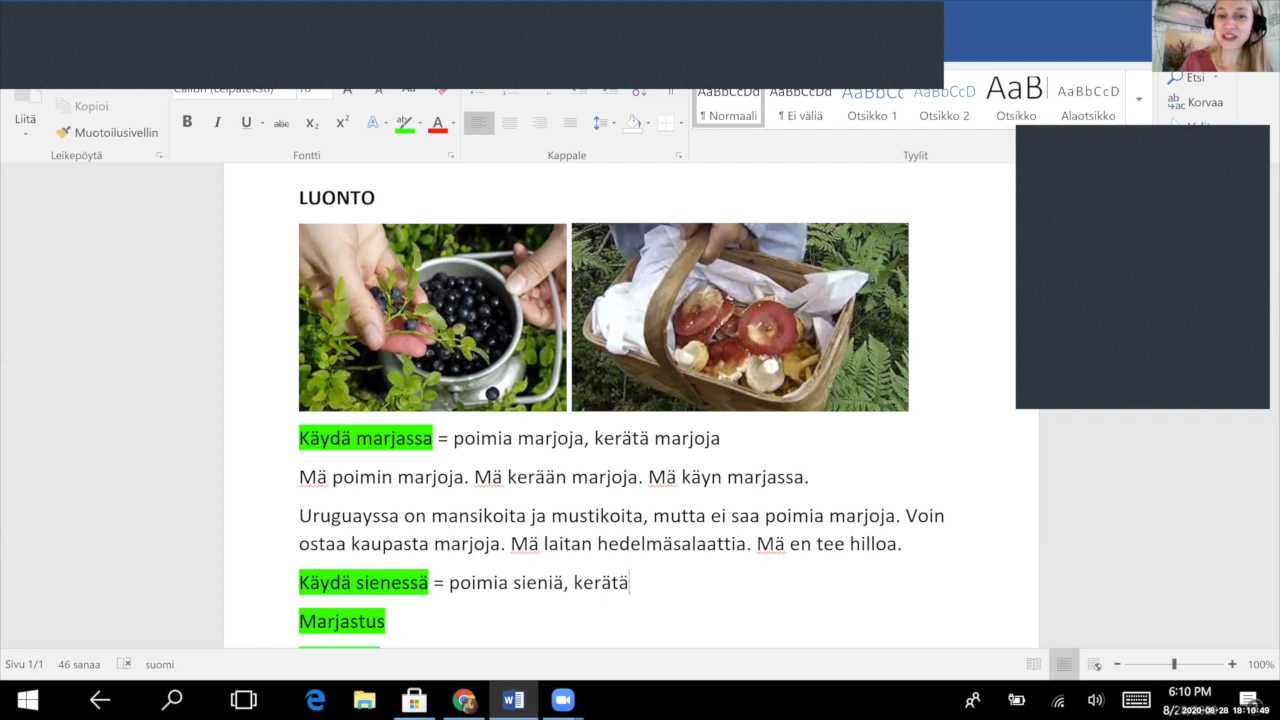 Etsi
Kopioi
Korvaa
Liitä
Muotoilusivellin
B I U abc X₂ X² A ab A
AaBbCcDd AaBbCcDd AaBbCc AaBbCcD AaB AaBbCcD
¶ Normaali ¶ Ei väliä Otsikko 1 Otsikko 2 Otsikko Alaotsikko
Leikepöytä Fontti Kappale Tyylit
LUONTO
Käydä marjassa = poimia marjoja, kerätä marjoja
Mä poimin marjoja. Mä kerään marjoja. Mä käyn marjassa.
Uruguayssa on mansikoita ja mustikoita, mutta ei saa poimia marjoja. Voin
ostaa kaupasta marjoja. Mä laitan hedelmäsalaattia. Mä en tee hilloa.
Käydä sienessä = poimia sieniä, kerätä
Marjastus
Sivu 1/1 46 sanaa suomi 100%
6:10 PM
2020-08-28 18:10:49